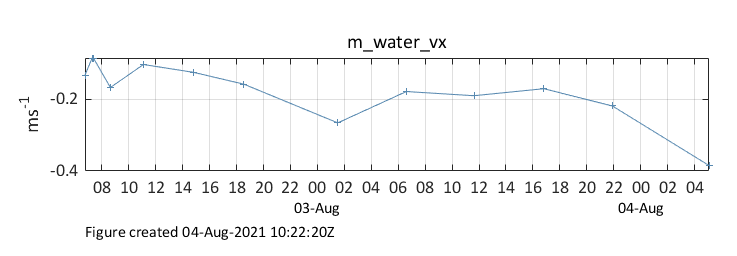 m_water_vx
ms-1
-0.2
-0.4
08 10 12 14 16 18 20 22 00 02 04 06 08 10 12 14 16 18 20 22 00 02 04
03-Aug 04-Aug
Figure created 04-Aug-2021 10:22:20Z